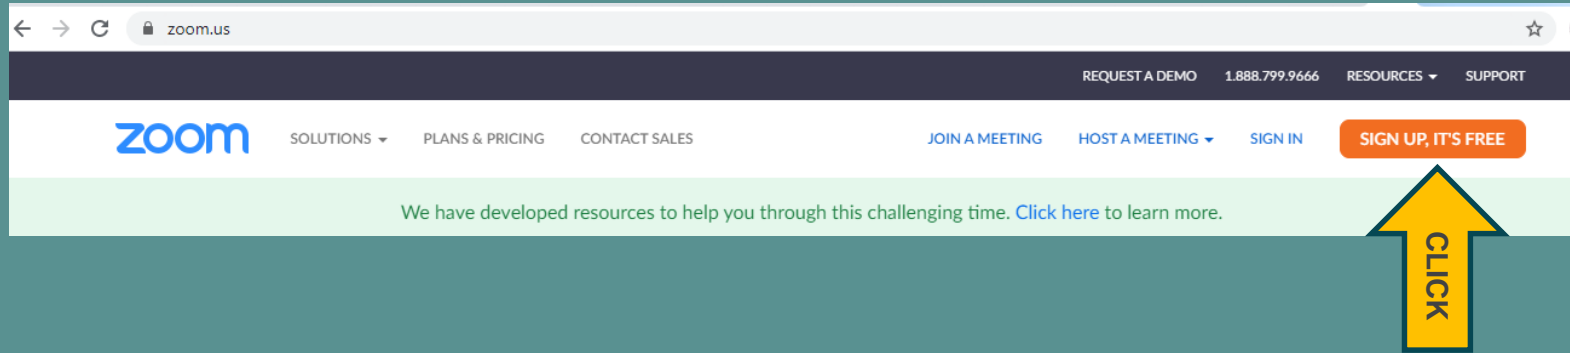 zoom.us
REQUEST A DEMO 1.888.799.9666 RESOURCES SUPPORT
zoom SOLUTIONS PLANS & PRICING CONTACT SALES JOIN A MEETING HOST A MEETING SIGN IN SIGN UP, IT'S FREE
We have developed resources to help you through this challenging time. Click here to learn more.
CLICK